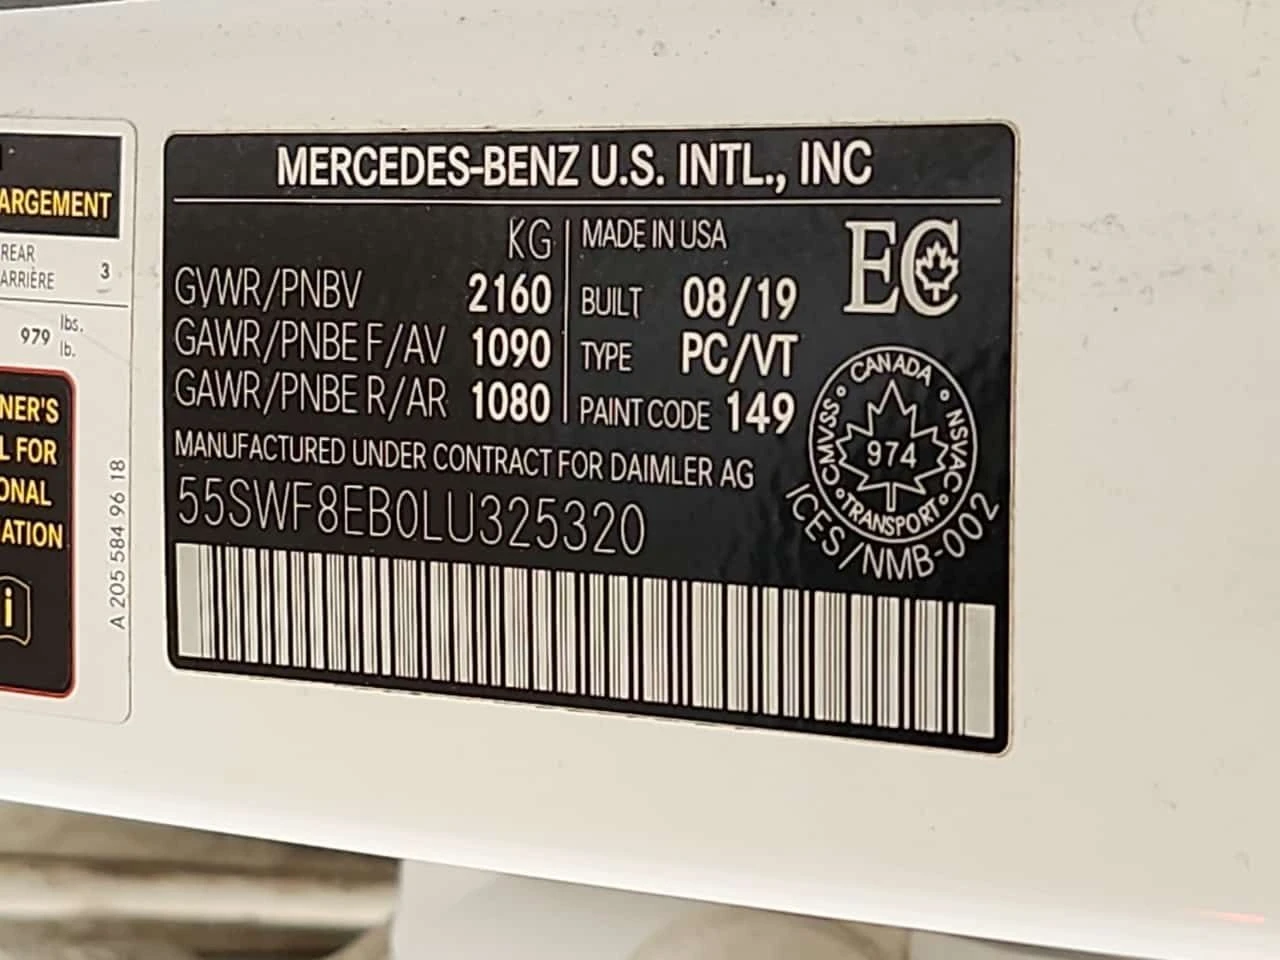 ARGEMENT
REAR
ARRIÈRE 3
979 lbs.
lb.
NER'S
L FOR
ONAL
ATION
i
A 205 584 96 18
MERCEDES-BENZ U.S. INTL., INC
KG
GVWR/PNBV 2160
GAWR/PNBE F/AV 1090
GAWR/PNBE R/AR 1080
MADE IN USA
BUILT 08/19
TYPE PC/VT
PAINT CODE 149
EC
CANADA
CMVSS
NSVAC
974
TRANSPORT
ICES/NMB-002
MANUFACTURED UNDER CONTRACT FOR DAIMLER AG
55SWF8EB0LU325320